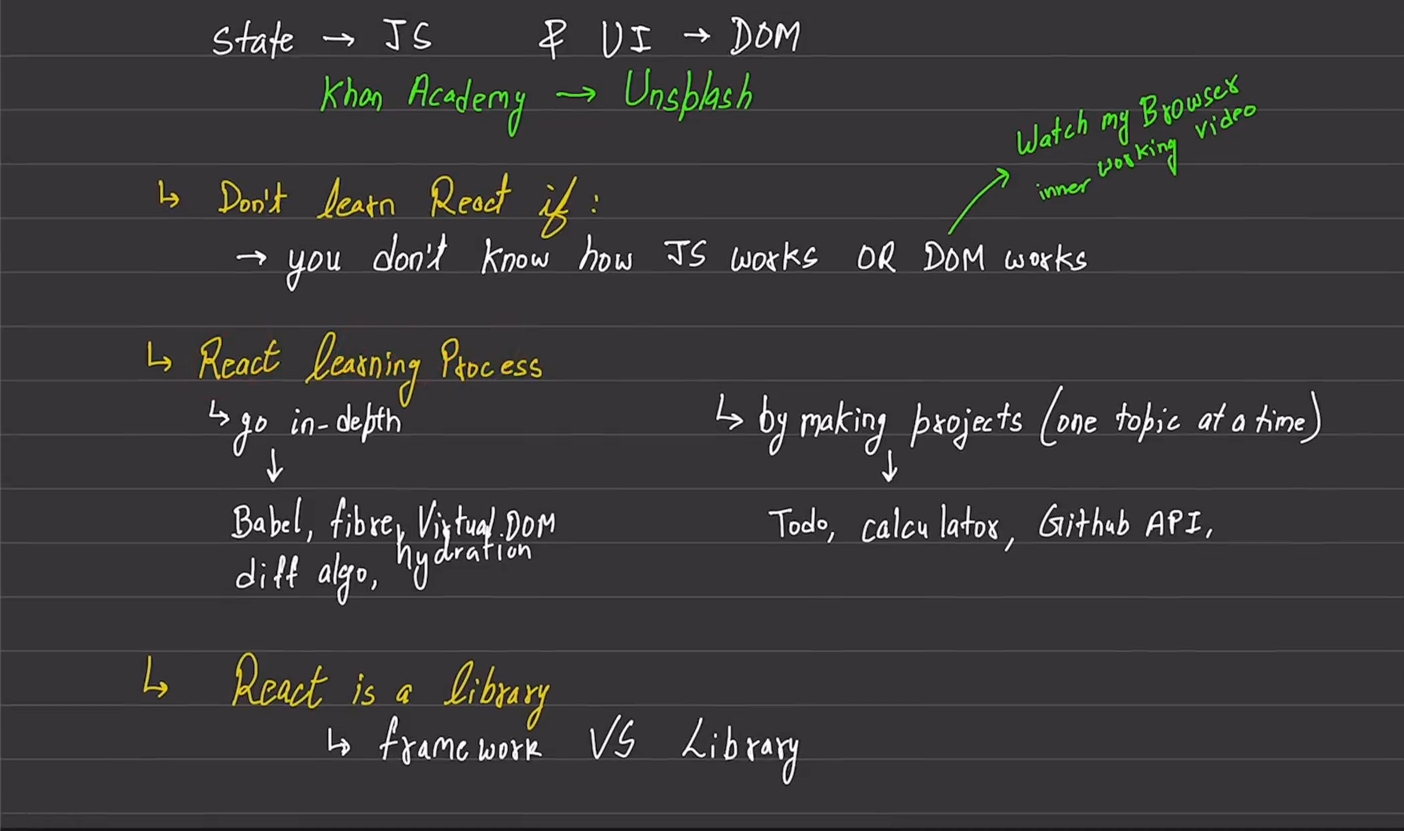 State → JS & UI → DOM
Khan Academy → Unsplash
Watch my Browser
inner working video
↳ Don't learn React if :
→ you don't know how JS works OR DOM works
↳ React learning Process
↳ go in-depth
↓
Babel, fibre, Virtual DOM
diff algo, hydration
↳ by making projects (one topic at a time)
↓
Todo, calculator, Github API,
↳ React is a library
↳ framework VS Library